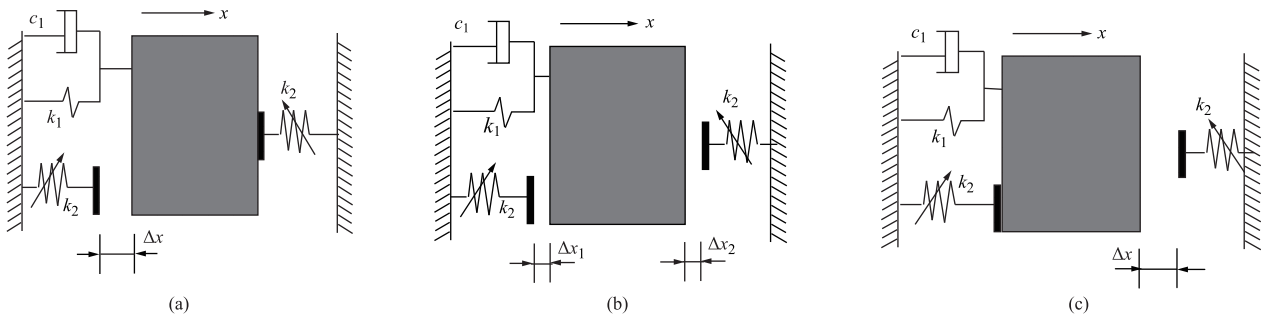 c₁ x
k₂
k₁
k₂
Δx
(a)
c₁ x
k₂
k₁
k₂
Δx₁ Δx₂
(b)
c₁ x
k₂
k₁
k₂
Δx
(c)